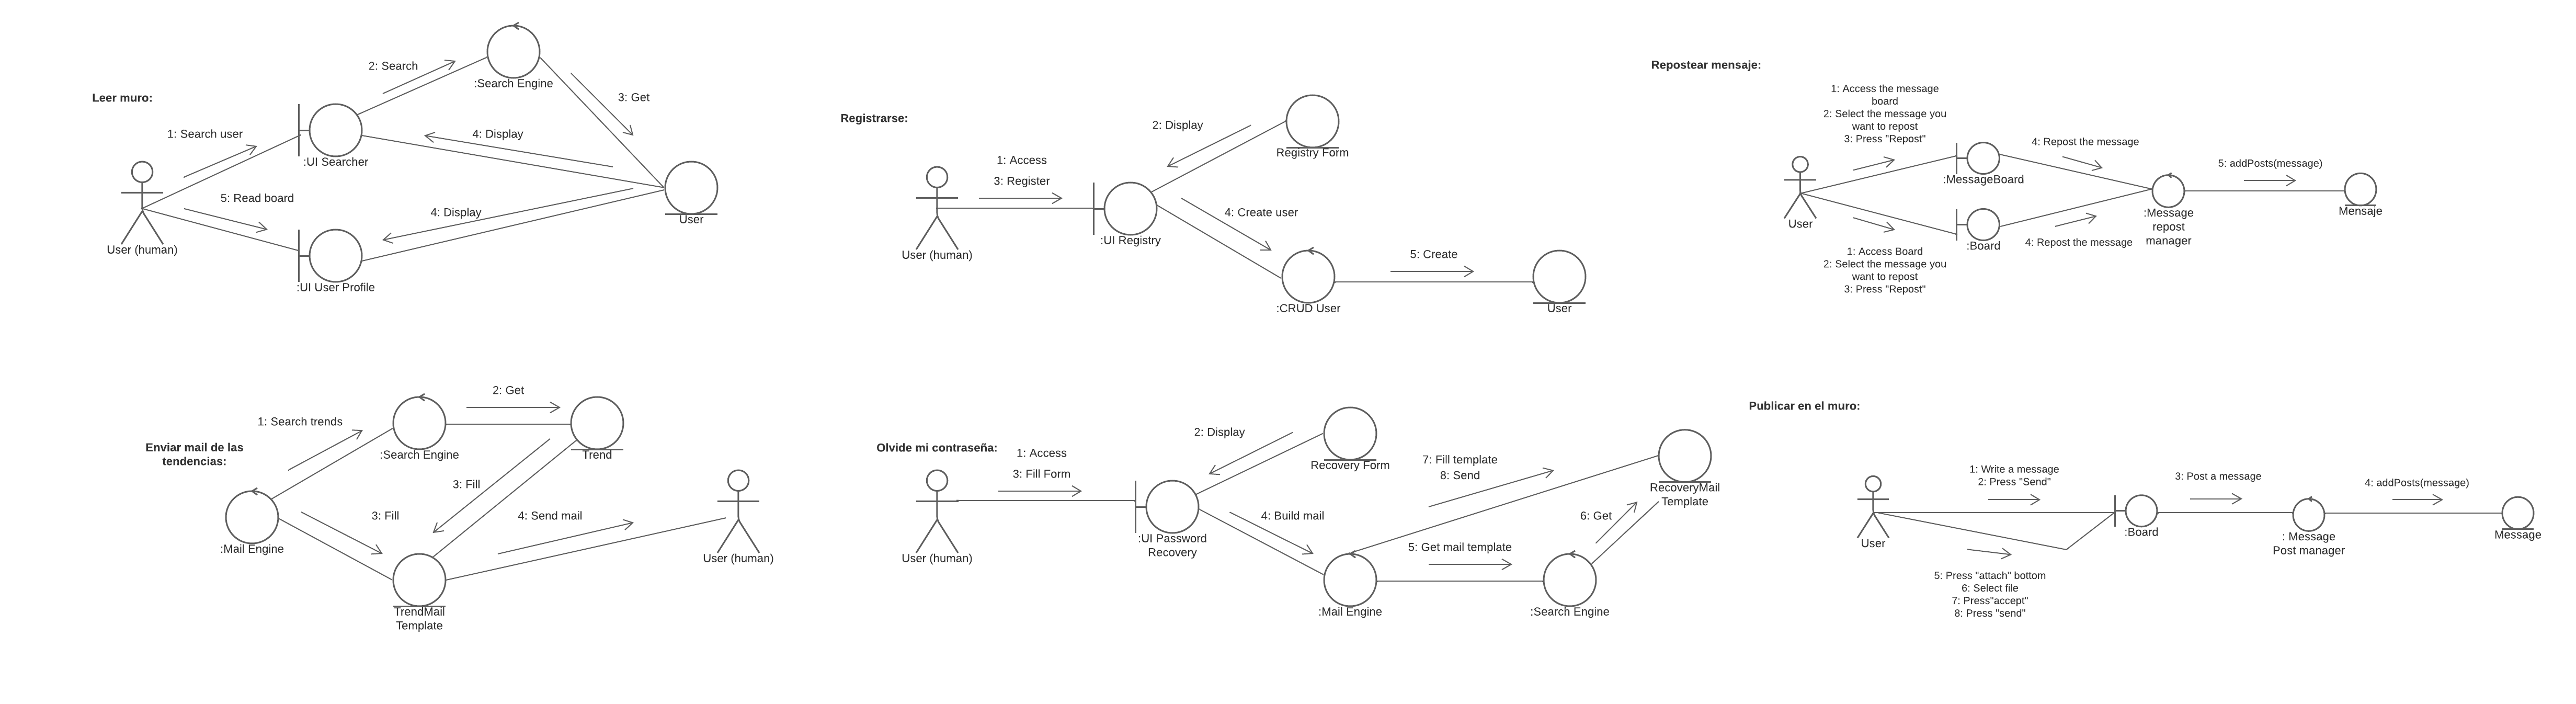 Leer muro:
2: Search
:Search Engine
3: Get
1: Search user
:UI Searcher
4: Display
5: Read board
4: Display
User
User (human)
:UI User Profile
Registrarse:
2: Display
Registry Form
1: Access
3: Register
:UI Registry
4: Create user
User (human)
5: Create
:CRUD User
User
Repostear mensaje:
1: Access the message
board
2: Select the message you
want to repost
3: Press "Repost"
4: Repost the message
:MessageBoard
5: addPosts(message)
User
:Message
repost
manager
Mensaje
:Board
4: Repost the message
1: Access Board
2: Select the message you
want to repost
3: Press "Repost"
Enviar mail de las
tendencias:
1: Search trends
2: Get
:Search Engine
Trend
3: Fill
3: Fill
4: Send mail
:Mail Engine
User (human)
TrendMail
Template
Olvide mi contraseña:
1: Access
3: Fill Form
2: Display
Recovery Form
7: Fill template
8: Send
RecoveryMail
Template
4: Build mail
6: Get
:UI Password
Recovery
User (human)
5: Get mail template
:Mail Engine
:Search Engine
Publicar en el muro:
1: Write a message
2: Press "Send"
3: Post a message
4: addPosts(message)
User
:Board
: Message
Post manager
Message
5: Press "attach" bottom
6: Select file
7: Press"accept"
8: Press "send"